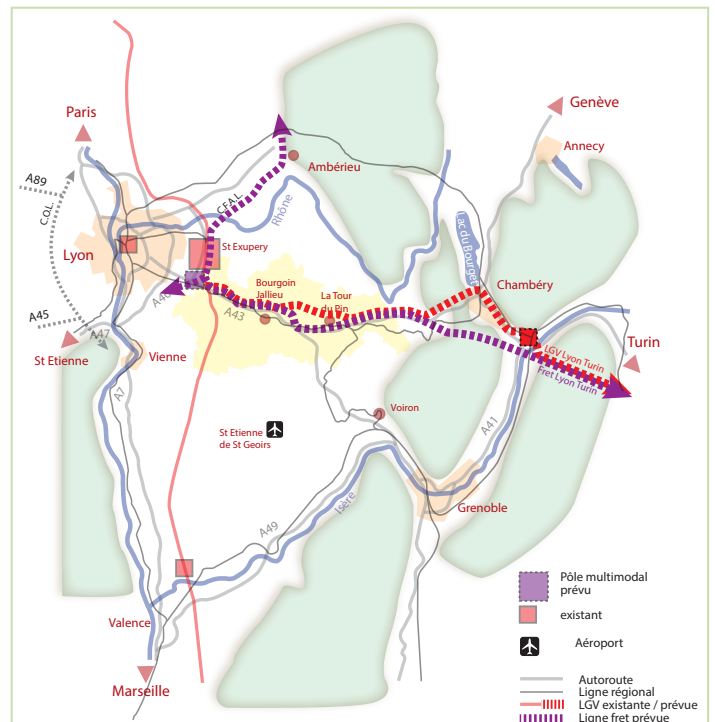 Paris
Genève
Annecy
A89
C.O.L.
Ambérieu
C.F.A.L.
Rhône
Lac du Bourget
Lyon
St Exupery
Bourgoin
Jallieu
La Tour
du Pin
Chambéry
A43
A45
A47
St Etienne
Vienne
Turin
LGV Lyon Turin
Fret Lyon Turin
A7
Voiron
A41
St Etienne
de St Geoirs
Grenoble
Isère
A49
Valence
Marseille
Pôle multimodal
prévu
existant
Aéroport
Autoroute
Ligne régional
LGV existante / prévue
Ligne fret prévue